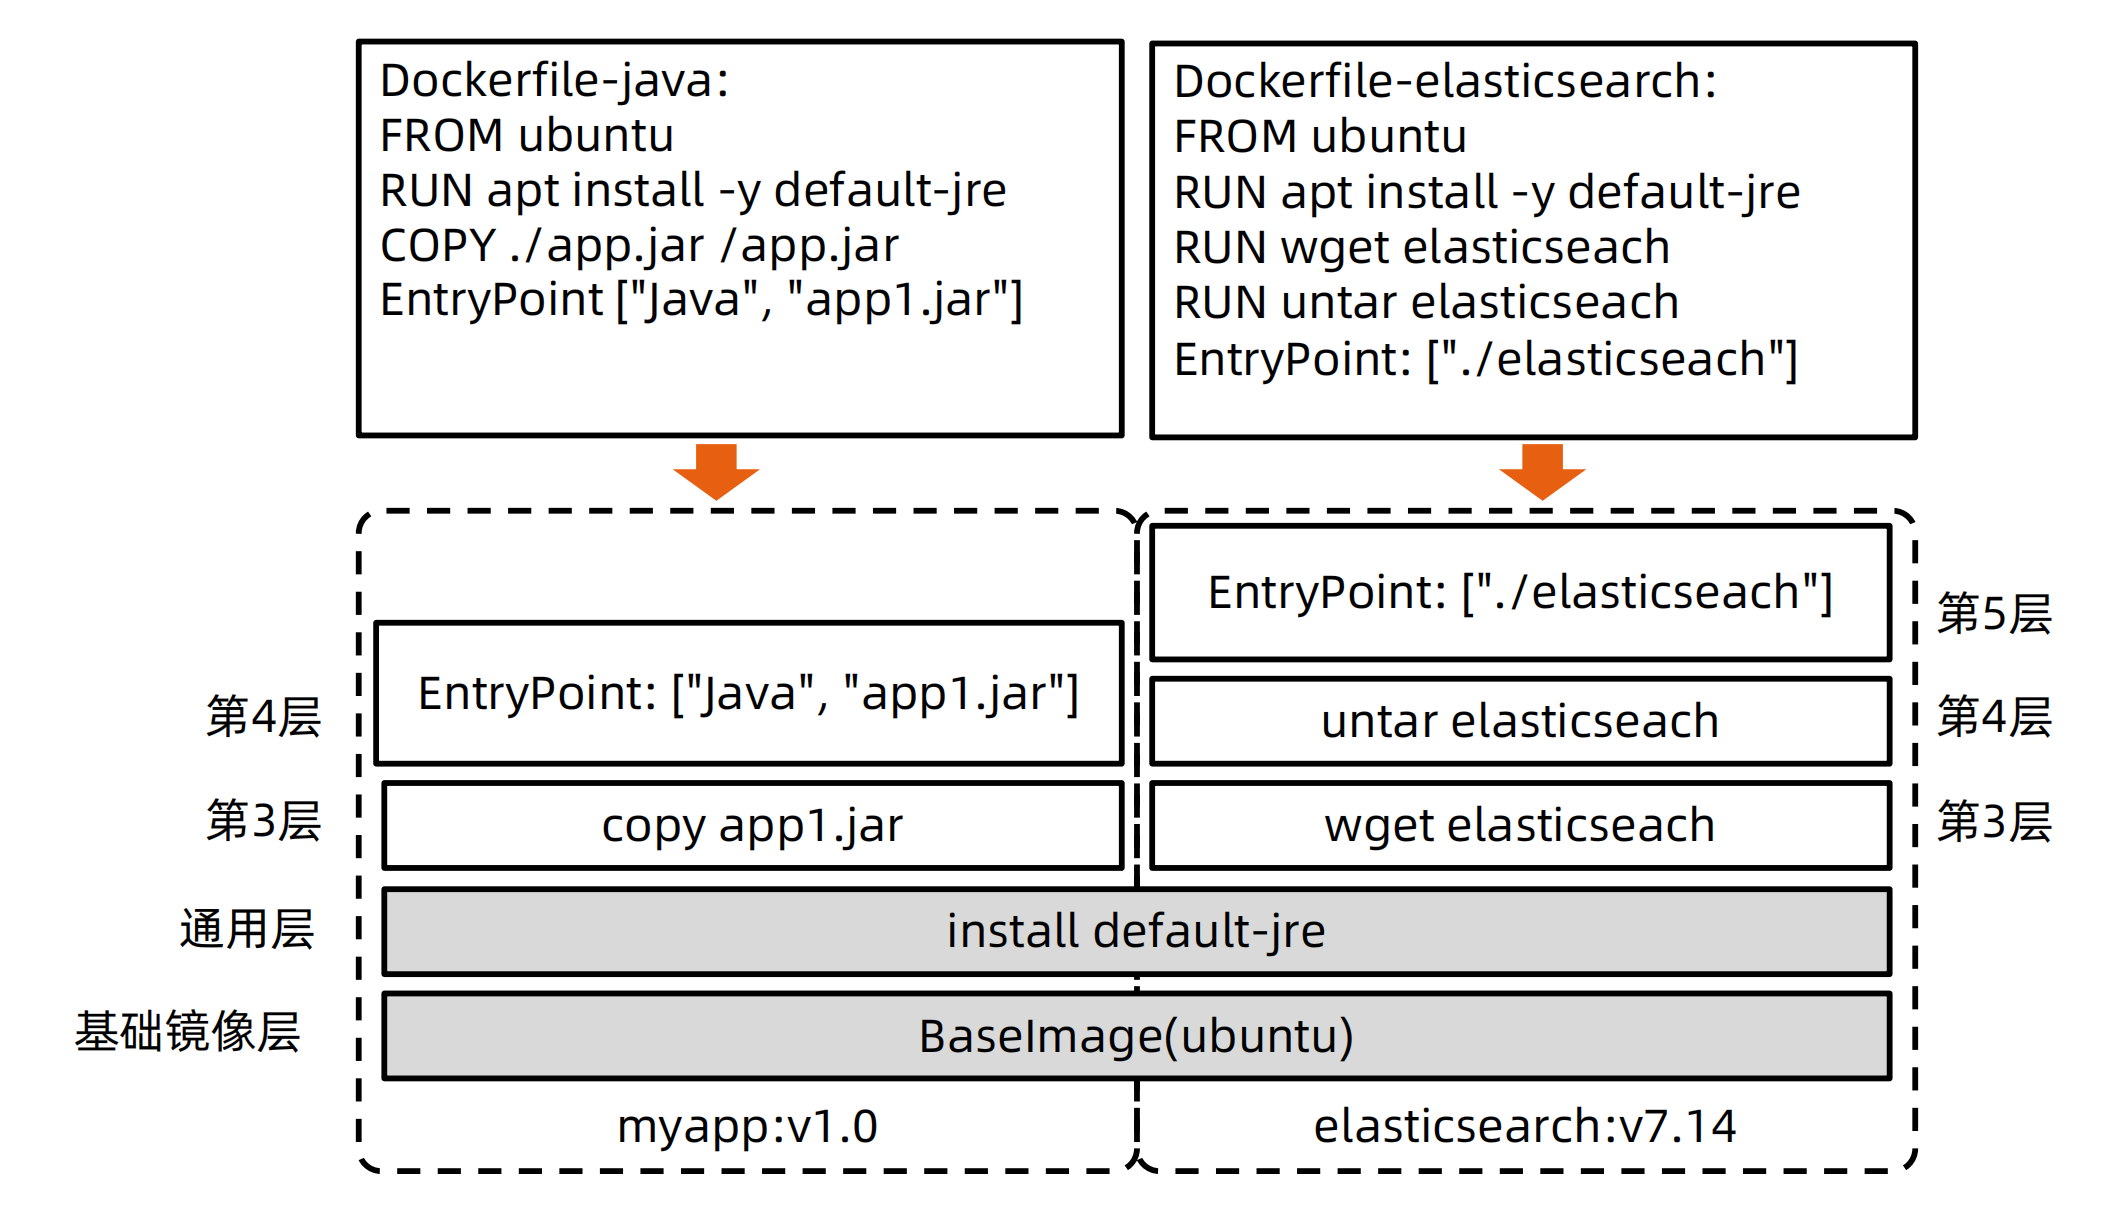 Dockerfile-java:
FROM ubuntu
RUN apt install -y default-jre
COPY ./app.jar /app.jar
EntryPoint ["Java", "app1.jar"]
Dockerfile-elasticsearch:
FROM ubuntu
RUN apt install -y default-jre
RUN wget elasticseach
RUN untar elasticseach
EntryPoint: ["./elasticseach"]
EntryPoint: ["./elasticseach"]
第5层
第4层
EntryPoint: ["Java", "app1.jar"]
untar elasticseach
第4层
第3层
copy app1.jar
wget elasticseach
第3层
通用层
install default-jre
基础镜像层
BaseImage(ubuntu)
myapp:v1.0
elasticsearch:v7.14